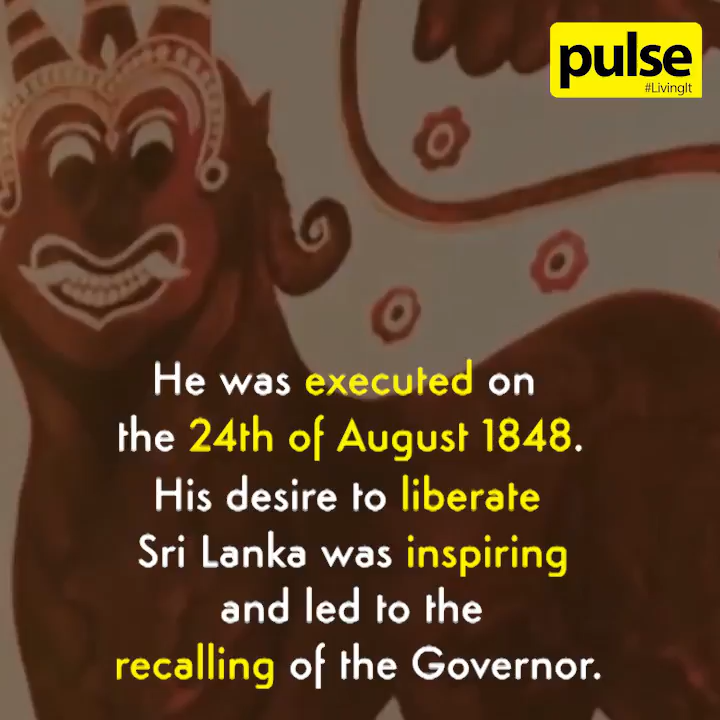 pulse
#LivingIt
He was executed on
the 24th of August 1848.
His desire to liberate
Sri Lanka was inspiring
and led to the
recalling of the Governor.